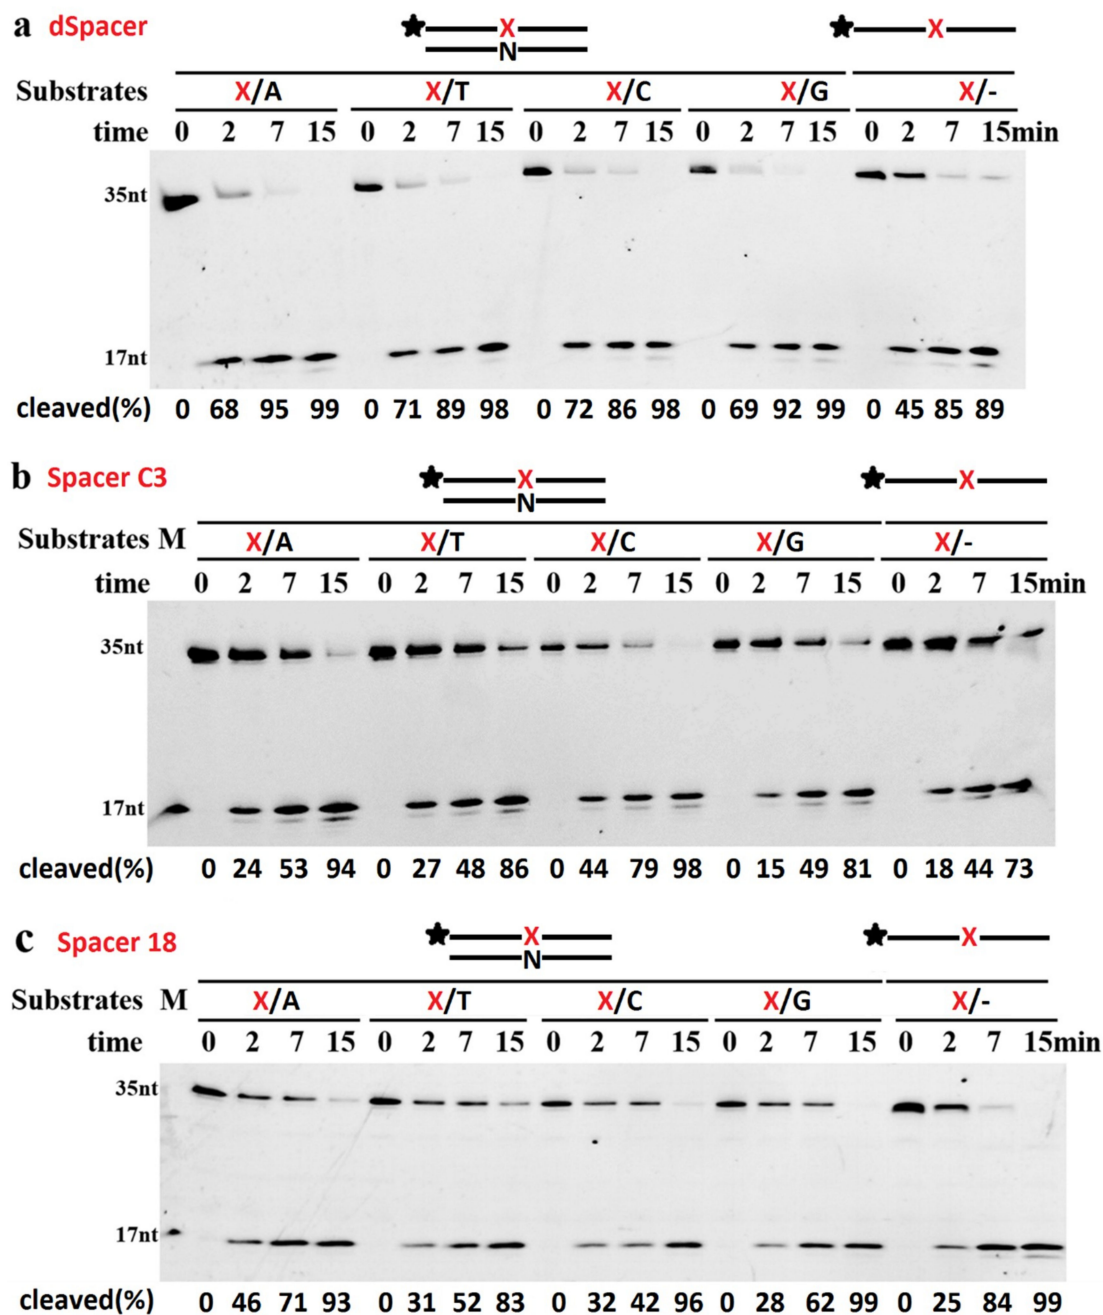 a dSpacer X X
N
Substrates X/A X/T X/C X/G X/-
time 0 2 7 15 0 2 7 15 0 2 7 15 0 2 7 15 0 2 7 15min
35nt
17nt
cleaved(%) 0 68 95 99 0 71 89 98 0 72 86 98 0 69 92 99 0 45 85 89
b Spacer C3 X X
N
Substrates M X/A X/T X/C X/G X/-
time 0 2 7 15 0 2 7 15 0 2 7 15 0 2 7 15 0 2 7 15min
35nt
17nt
cleaved(%) 0 24 53 94 0 27 48 86 0 44 79 98 0 15 49 81 0 18 44 73
c Spacer 18 X X
N
Substrates M X/A X/T X/C X/G X/-
time 0 2 7 15 0 2 7 15 0 2 7 15 0 2 7 15 0 2 7 15min
35nt
17nt
cleaved(%) 0 46 71 93 0 31 52 83 0 32 42 96 0 28 62 99 0 25 84 99